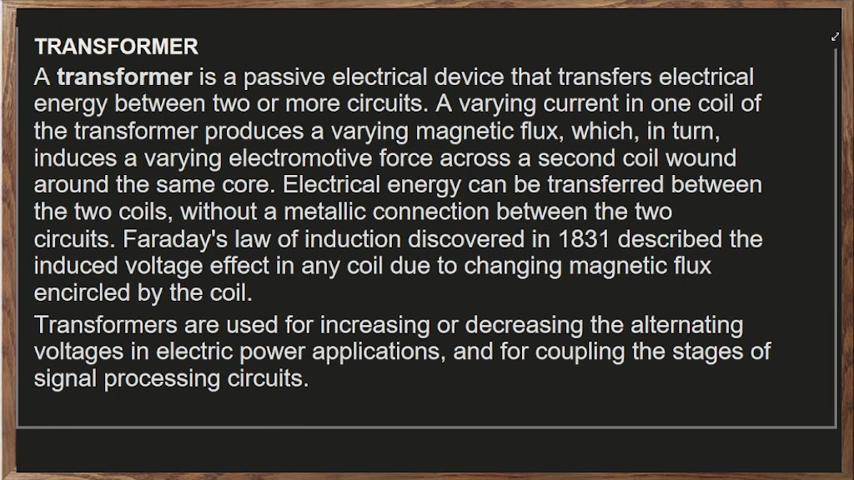 TRANSFORMER
A transformer is a passive electrical device that transfers electrical
energy between two or more circuits. A varying current in one coil of
the transformer produces a varying magnetic flux, which, in turn,
induces a varying electromotive force across a second coil wound
around the same core. Electrical energy can be transferred between
the two coils, without a metallic connection between the two
circuits. Faraday's law of induction discovered in 1831 described the
induced voltage effect in any coil due to changing magnetic flux
encircled by the coil.
Transformers are used for increasing or decreasing the alternating
voltages in electric power applications, and for coupling the stages of
signal processing circuits.